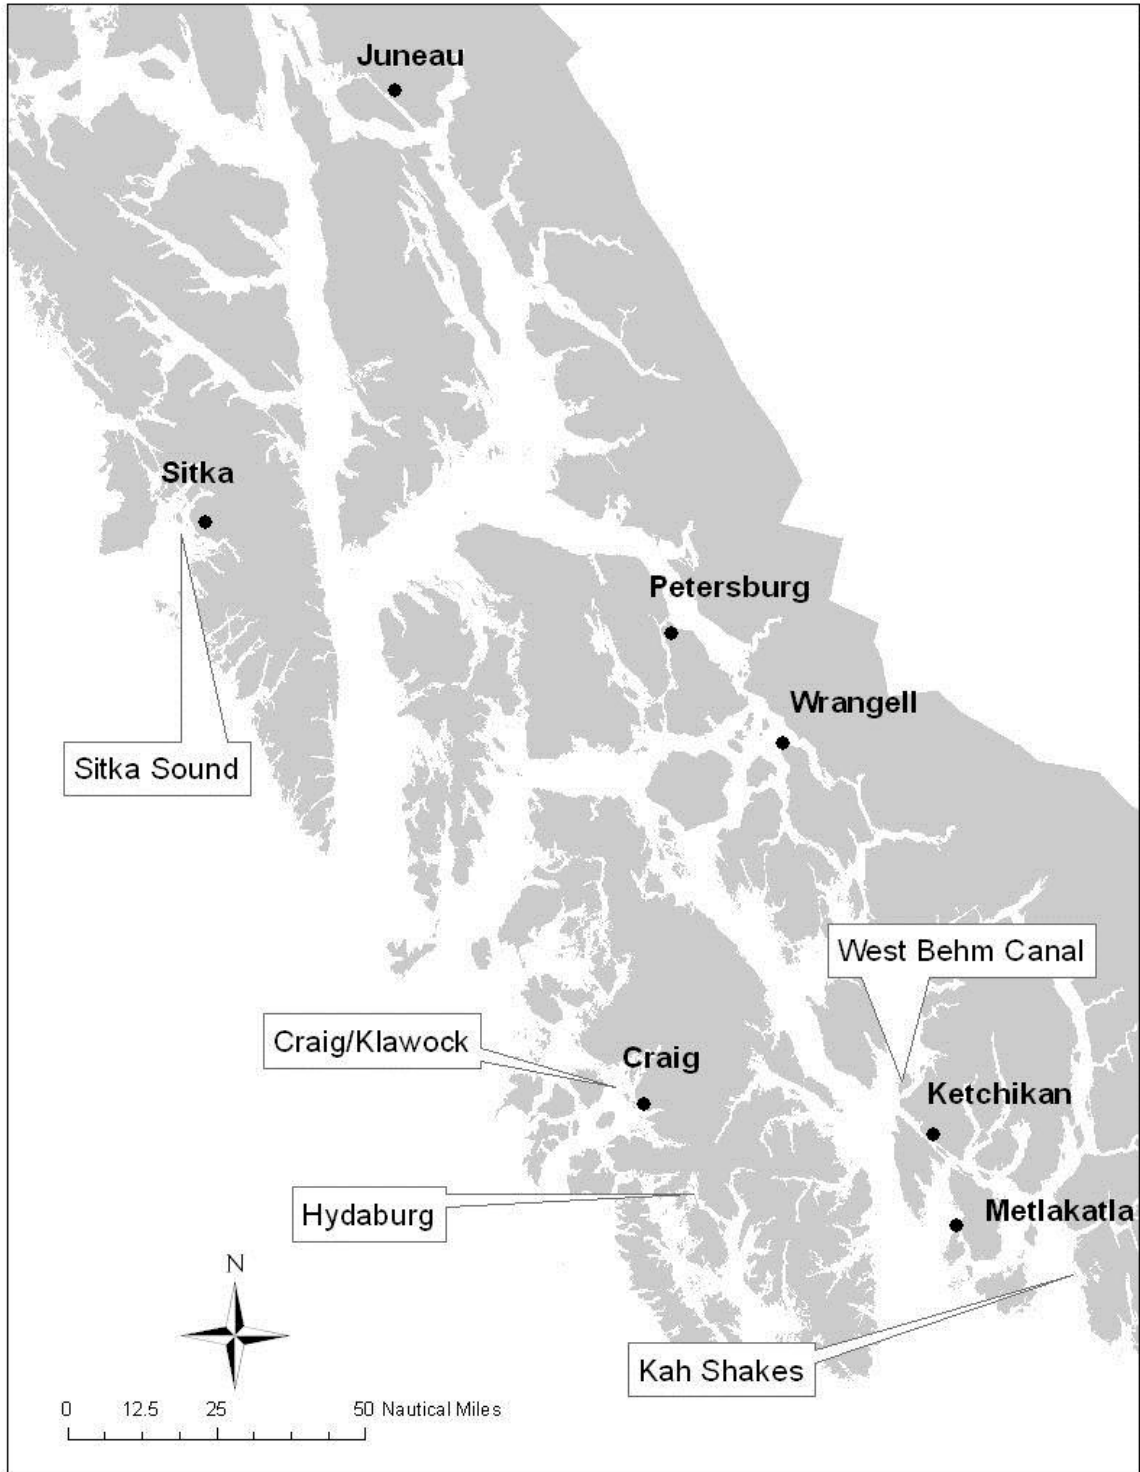 Juneau
Sitka
Petersburg
Wrangell
Sitka Sound
West Behm Canal
Craig/Klawock
Craig
Ketchikan
Hydaburg
Metlakatla
N
Kah Shakes
0 12.5 25 50 Nautical Miles